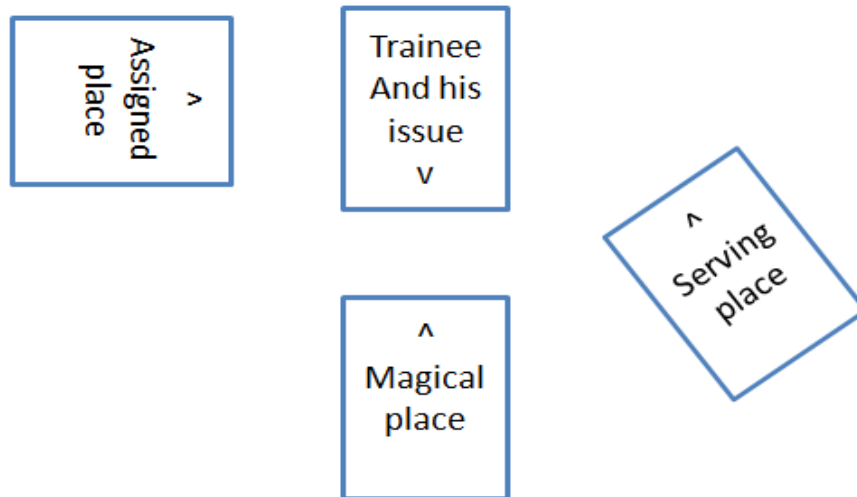 ^
Assigned
place
Trainee
And his
issue
v
^
Serving
place
^
Magical
place